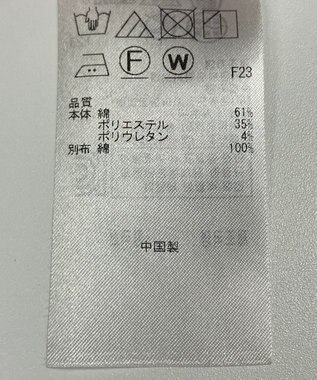 F W F23
品質
本体 綿 61%
ポリエステル 35%
ポリウレタン 4%
別布 綿 100%
中国製